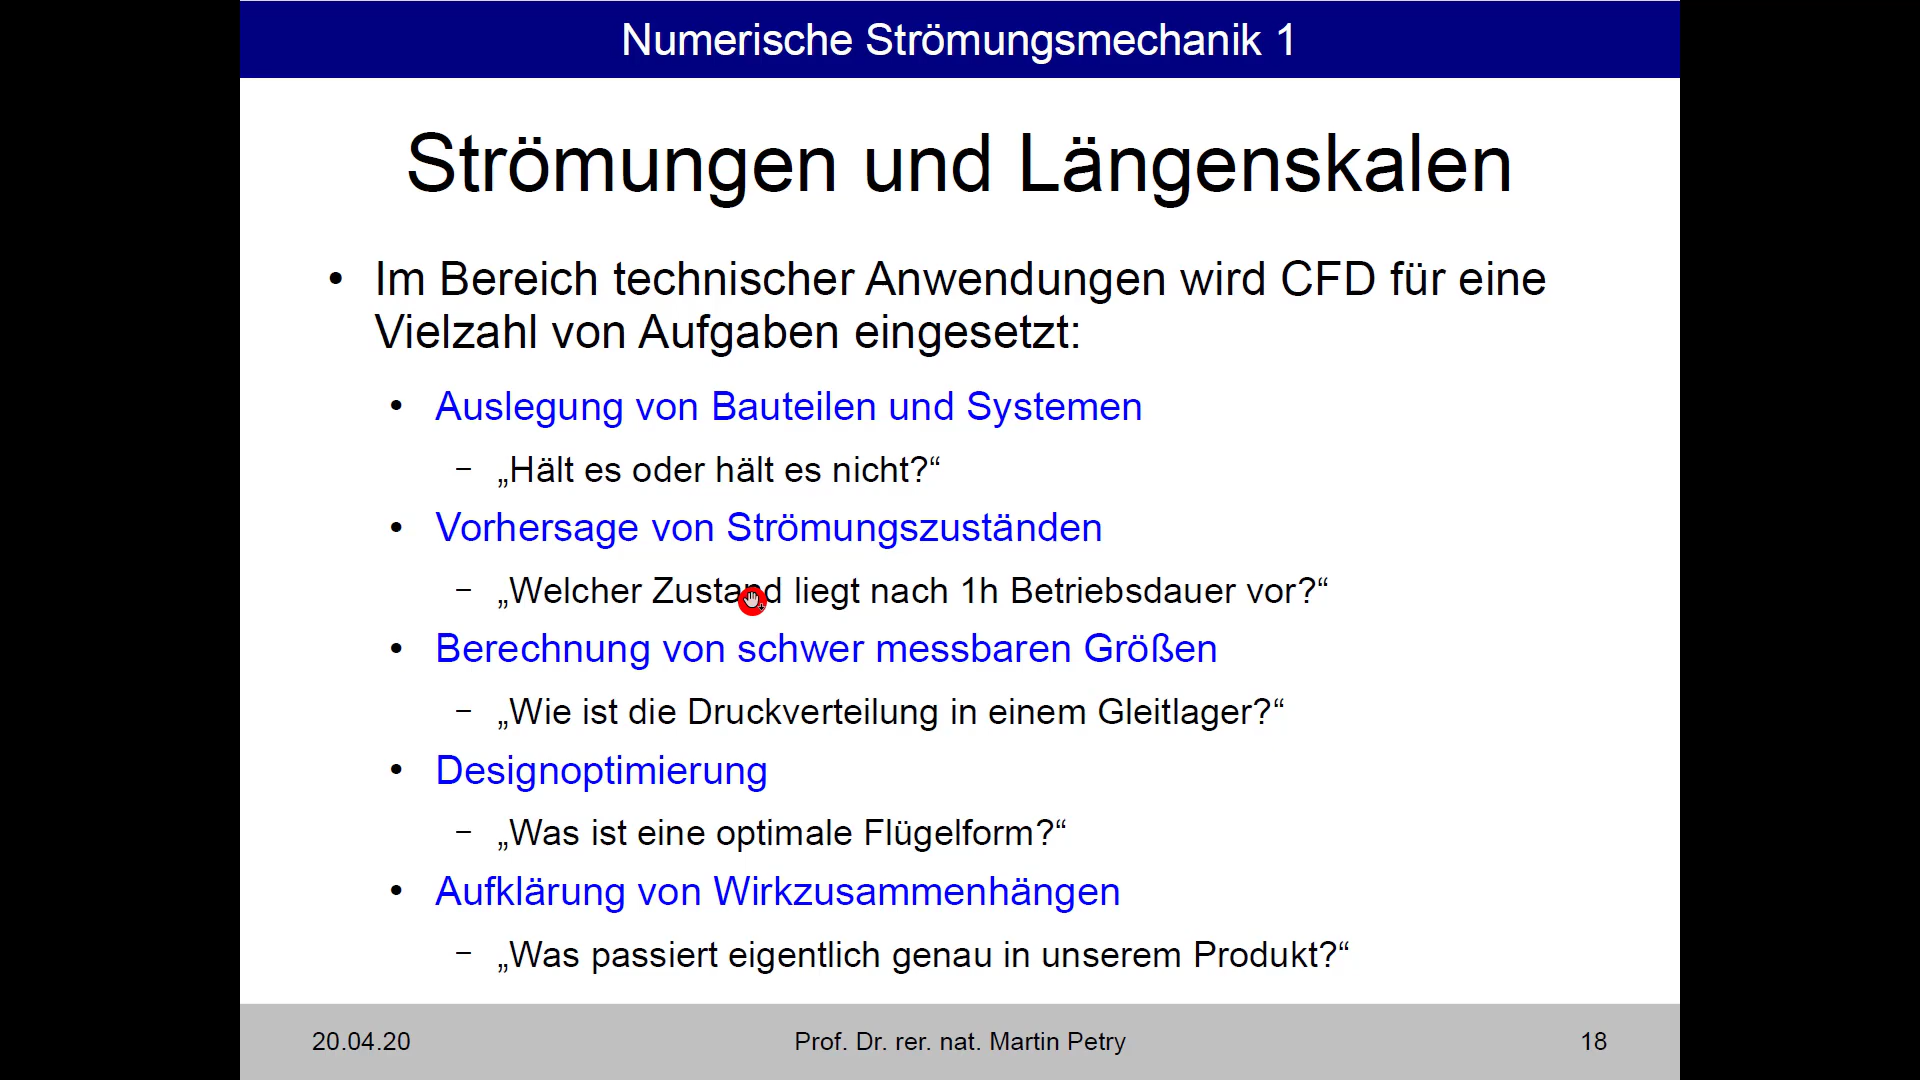 Numerische Strömungsmechanik 1
Strömungen und Längenskalen
• Im Bereich technischer Anwendungen wird CFD für eine
Vielzahl von Aufgaben eingesetzt:
• Auslegung von Bauteilen und Systemen
– „Hält es oder hält es nicht?“
• Vorhersage von Strömungszuständen
– „Welcher Zustand liegt nach 1h Betriebsdauer vor?“
• Berechnung von schwer messbaren Größen
– „Wie ist die Druckverteilung in einem Gleitlager?“
• Designoptimierung
– „Was ist eine optimale Flügelform?“
• Aufklärung von Wirkzusammenhängen
– „Was passiert eigentlich genau in unserem Produkt?“
20.04.20
Prof. Dr. rer. nat. Martin Petry
18